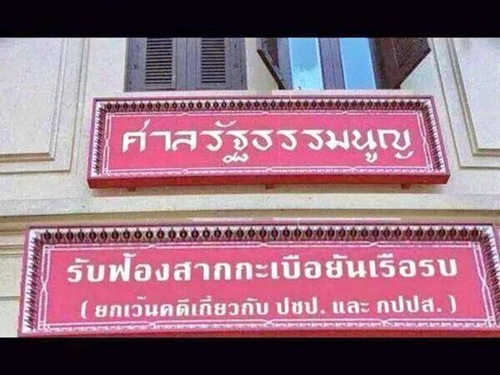 ศาลรัฐธรรมนูญ
รับฟ้องสากกะเบือยันเรือรบ
( ยกเว้นคดีเกี่ยวกับ ปชป. และ กปปส. )